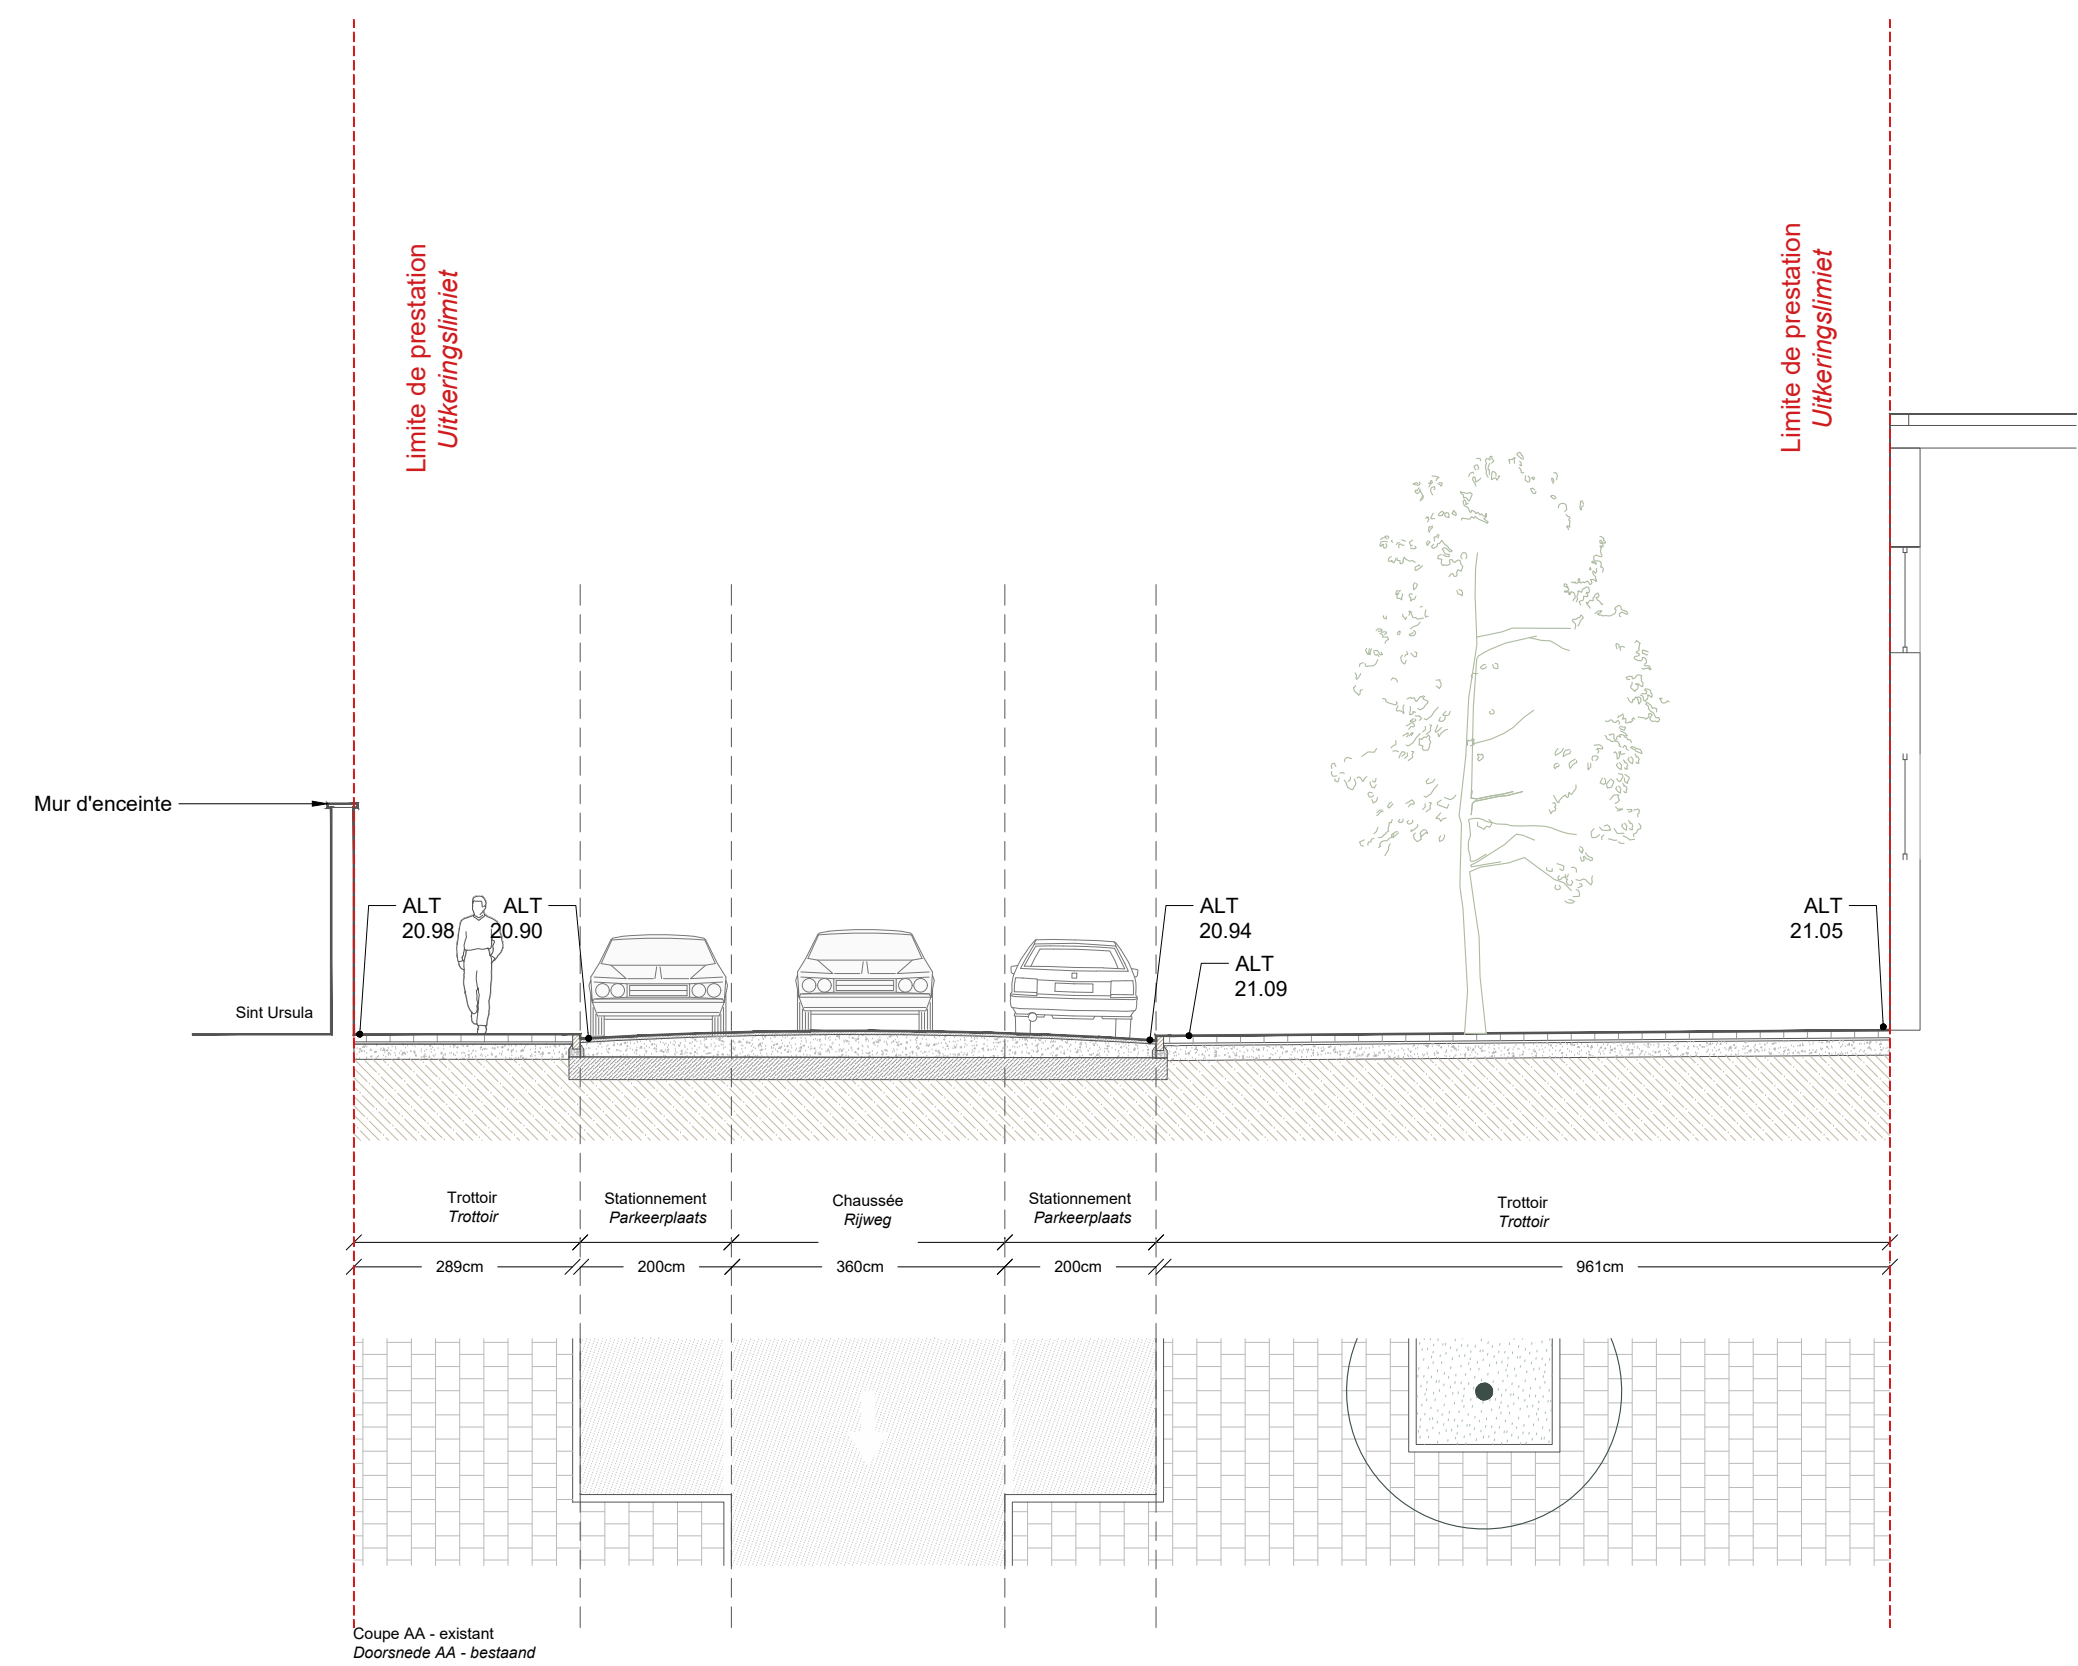 Limite de prestation
Uitkeringslimiet
Limite de prestation
Uitkeringslimiet
Mur d'enceinte
ALT
20.98
ALT
20.90
ALT
20.94
ALT
21.09
ALT
21.05
Sint Ursula
Trottoir
Trottoir
Stationnement
Parkeerplaats
Chaussée
Rijweg
Stationnement
Parkeerplaats
Trottoir
Trottoir
289cm
200cm
360cm
200cm
961cm
Coupe AA - existant
Doorsnede AA - bestaand